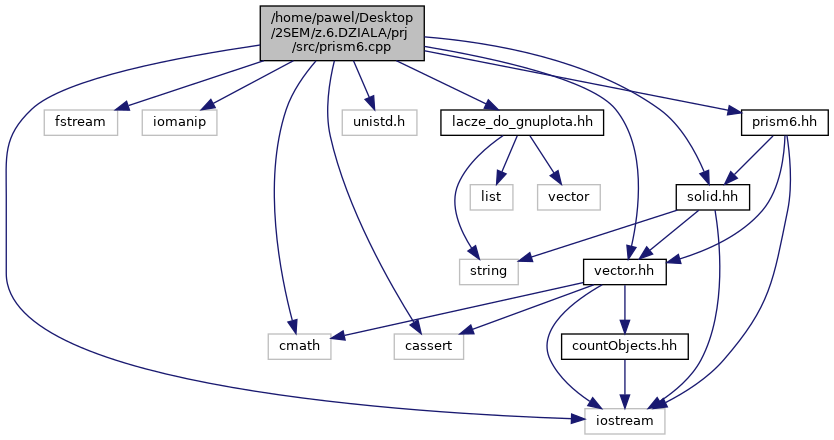 /home/pawel/Desktop
/2SEM/z.6.DZIALA/prj
/src/prism6.cpp
fstream
iomanip
unistd.h
lacze_do_gnuplota.hh
prism6.hh
list
vector
solid.hh
string
vector.hh
cmath
cassert
countObjects.hh
iostream